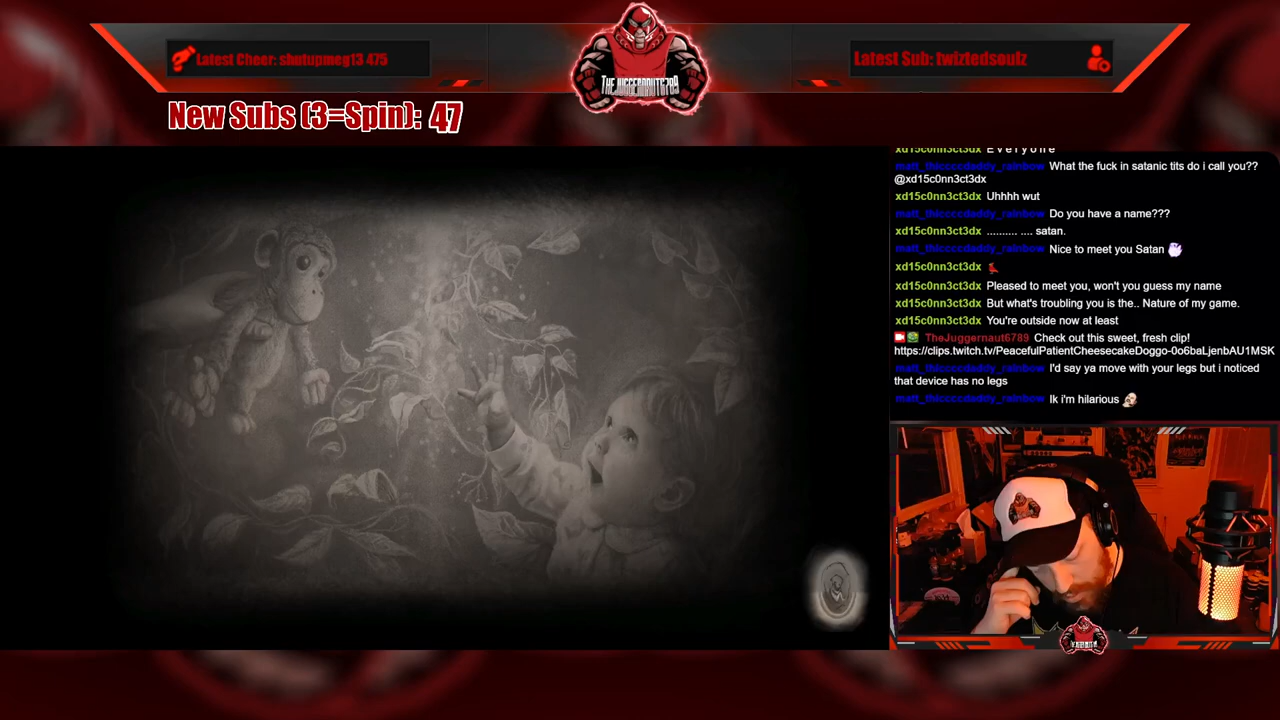 Latest Cheer: shutupmeg13 475
THEJUGGERNAUT6789
Latest Sub: twiztedsoulz
New Subs (3=Spin): 47
xd15c0nn3ct3dx E v e r y o n e
matt_thiccccdaddy_rainbow What the fuck in satanic tits do i call you??
@xd15c0nn3ct3dx
xd15c0nn3ct3dx Uhhhh wut
matt_thiccccdaddy_rainbow Do you have a name???
xd15c0nn3ct3dx .......... .... satan.
matt_thiccccdaddy_rainbow Nice to meet you Satan
xd15c0nn3ct3dx
xd15c0nn3ct3dx Pleased to meet you, won't you guess my name
xd15c0nn3ct3dx But what's troubling you is the.. Nature of my game.
xd15c0nn3ct3dx You're outside now at least
TheJuggernaut6789 Check out this sweet, fresh clip!
https://clips.twitch.tv/PeacefulPatientCheesecakeDoggo-0o6baLjenbAU1MSK
matt_thiccccdaddy_rainbow I'd say ya move with your legs but i noticed
that device has no legs
matt_thiccccdaddy_rainbow Ik i'm hilarious